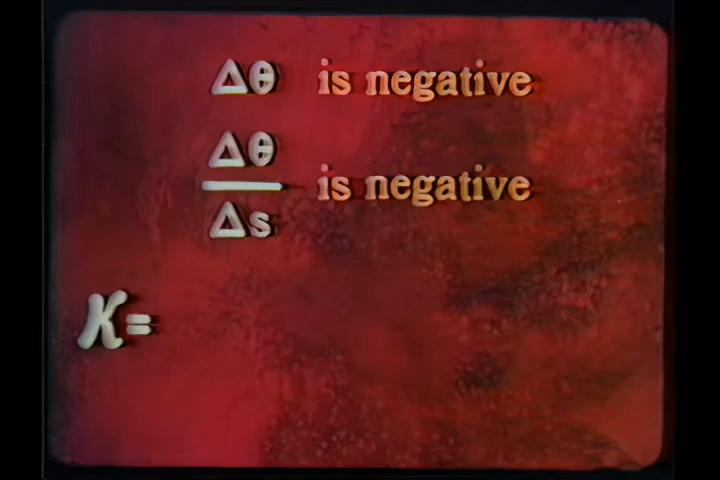 Δθ is negative
Δθ
── is negative
Δs
K=